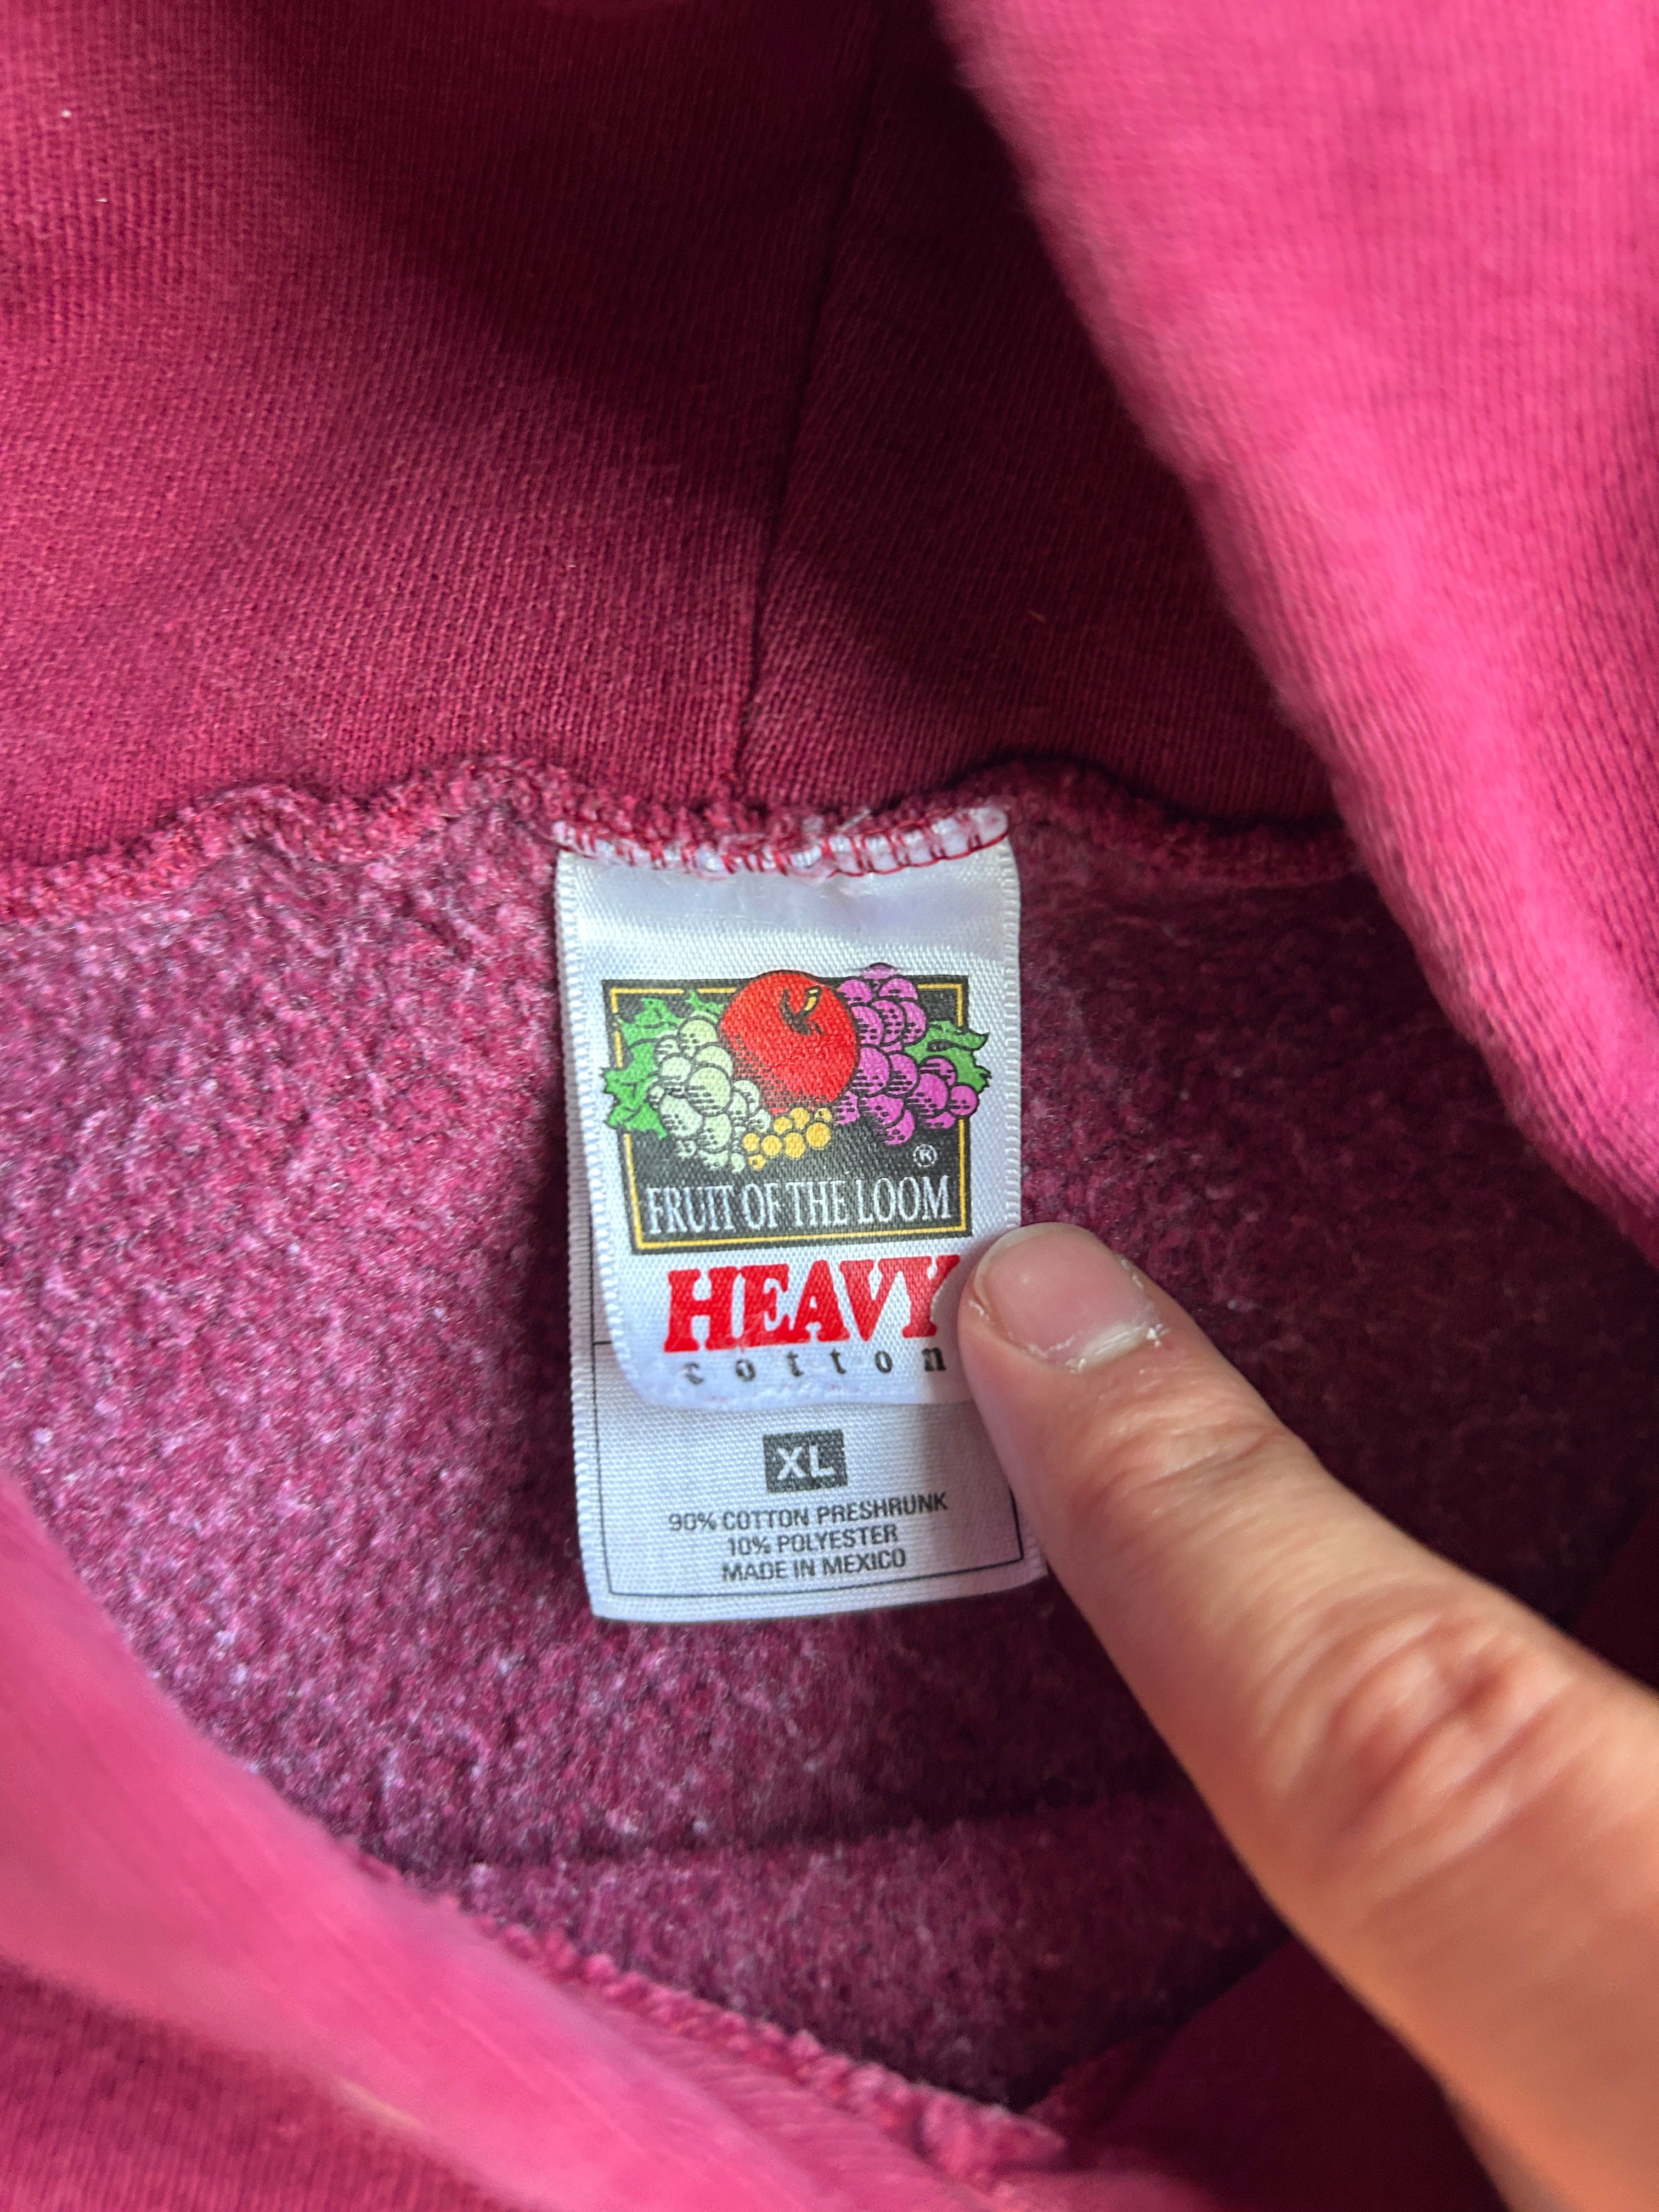 ®
FRUIT OF THE LOOM
HEAVY
cotton
XL
90% COTTON PRESHRUNK
10% POLYESTER
MADE IN MEXICO